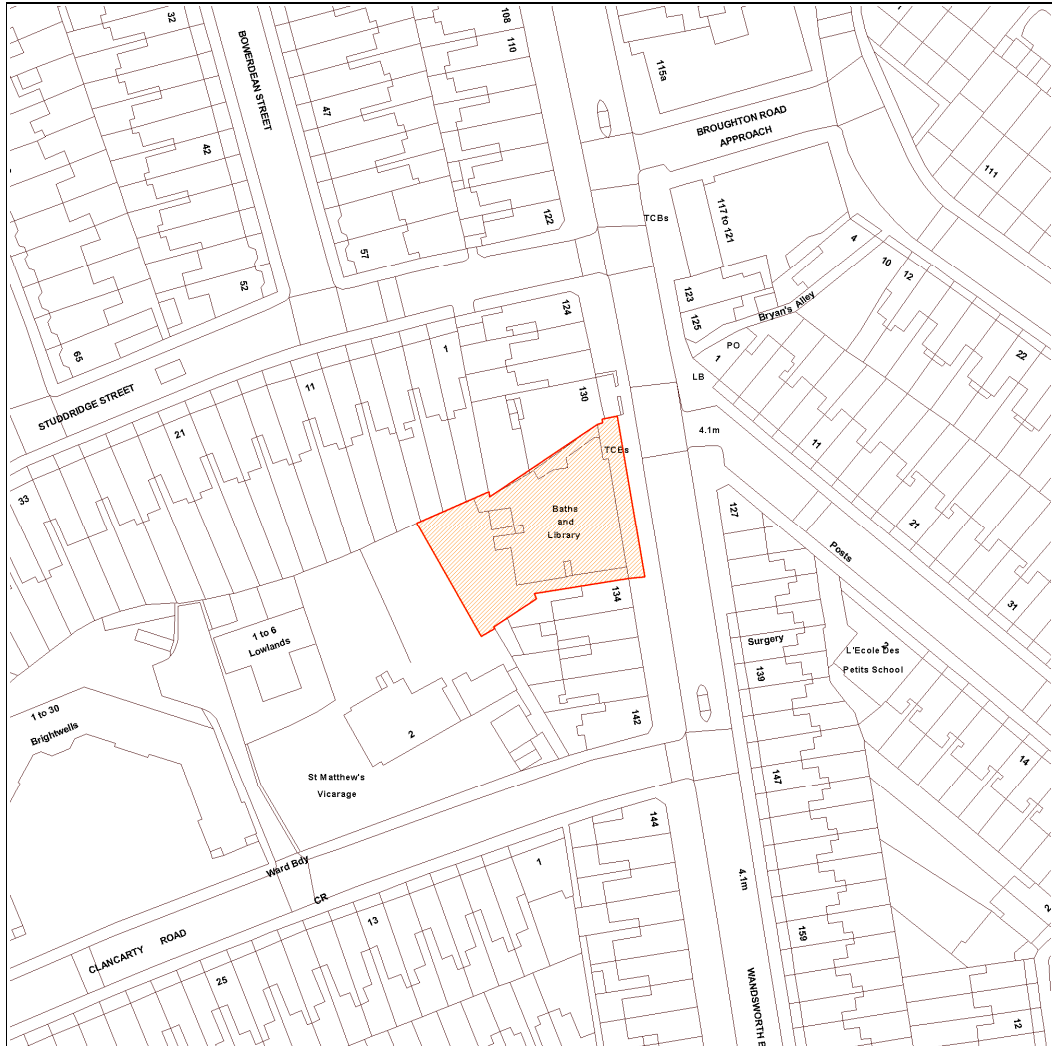 32
BOWERDEAN STREET
108
110
115a
47
BROUGHTON ROAD
APPROACH
42
111
122
TCBs
117 to
121
57
4
52
10
12
123
Bryan's Alley
125
124
65
1
PO
1
22
11
LB
STUDDRIDGE STREET
130
21
4.1m
11
TCBs
33
Baths
and
Library
127
21
Posts
134
31
1 to 6
Lowlands
Surgery
2
L'Ecole Des
Petits School
139
1 to 30
Brightwells
142
2
14
St Matthew's
Vicarage
147
144
Ward Bdy
1
4.1m
CR
13
159
CLANCARTY ROAD
25
WANDSWORTH
12